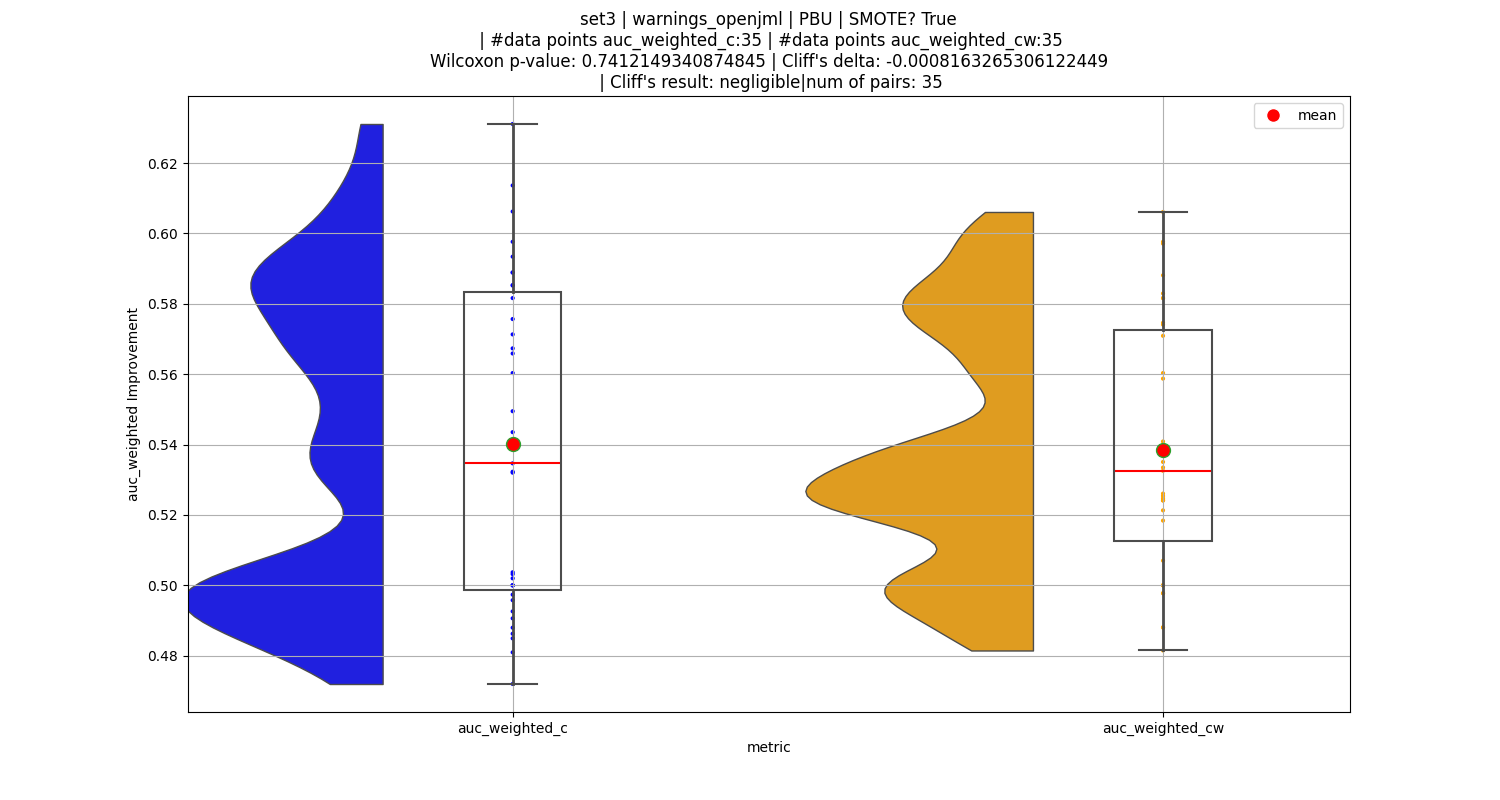 set3 | warnings_openjml | PBU | SMOTE? True
| #data points auc_weighted_c:35 | #data points auc_weighted_cw:35
Wilcoxon p-value: 0.7412149340874845 | Cliff's delta: -0.0008163265306122449
| Cliff's result: negligible|num of pairs: 35
mean
0.62
0.60
0.58
0.56
0.54
0.52
0.50
0.48
auc_weighted Improvement
auc_weighted_c
auc_weighted_cw
metric